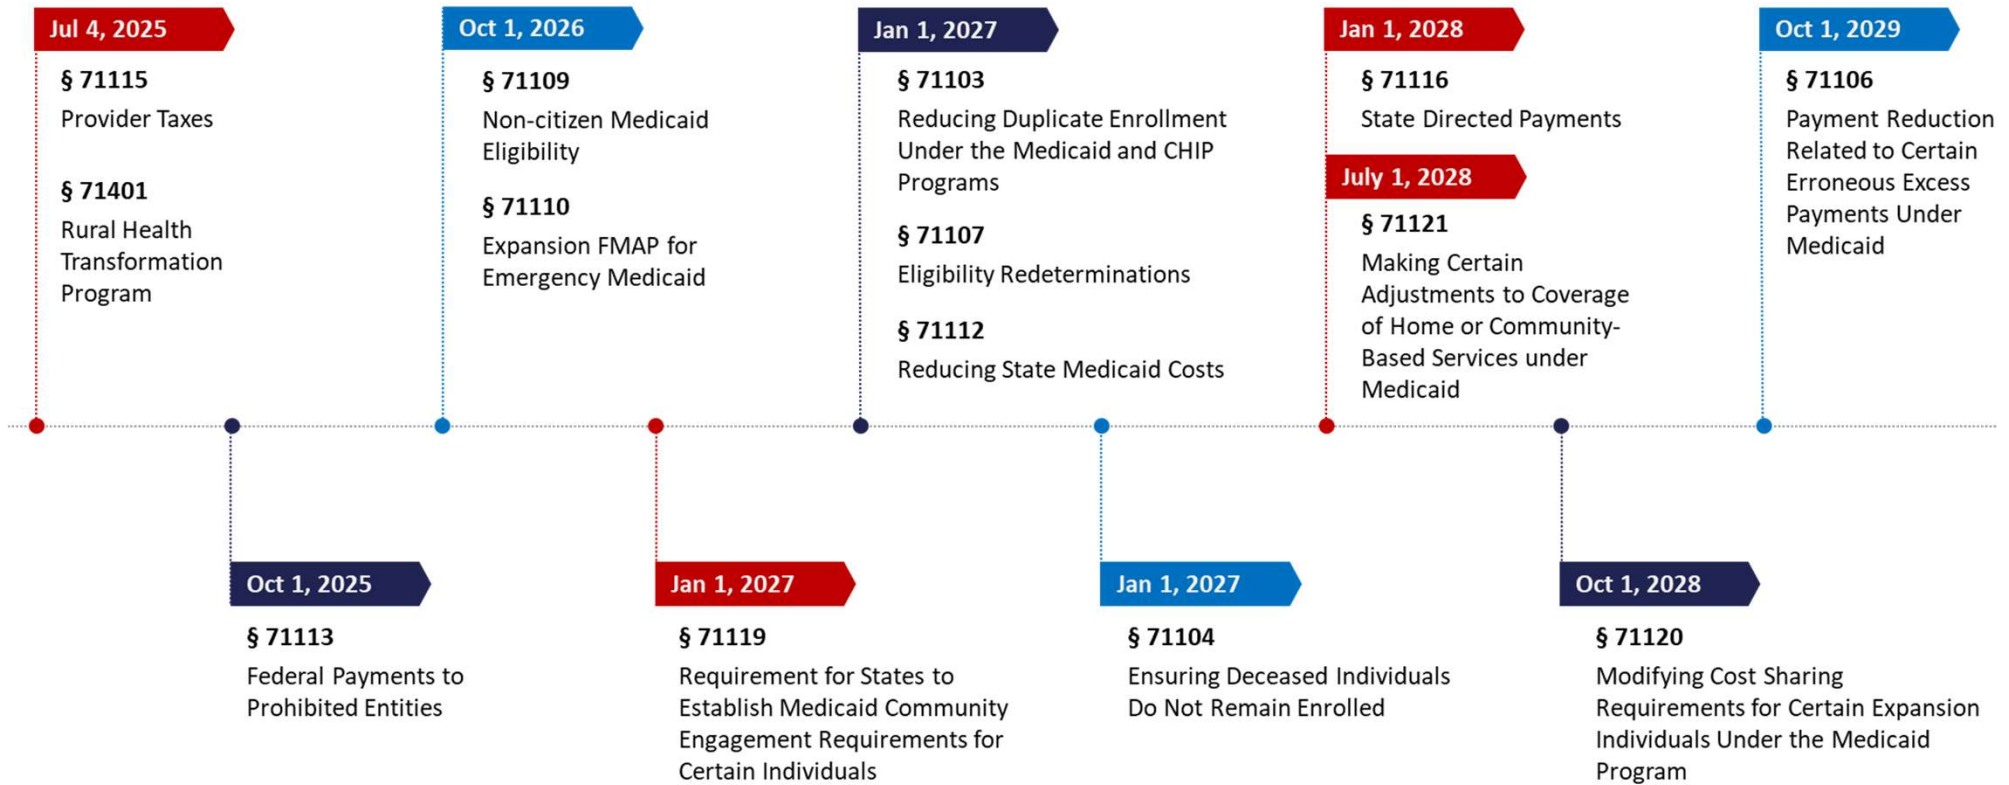 Jul 4, 2025
§ 71115
Provider Taxes
§ 71401
Rural Health
Transformation
Program
Oct 1, 2025
§ 71113
Federal Payments to
Prohibited Entities
Oct 1, 2026
§ 71109
Non-citizen Medicaid
Eligibility
§ 71110
Expansion FMAP for
Emergency Medicaid
Jan 1, 2027
§ 71119
Requirement for States to
Establish Medicaid Community
Engagement Requirements for
Certain Individuals
Jan 1, 2027
§ 71103
Reducing Duplicate Enrollment
Under the Medicaid and CHIP
Programs
§ 71107
Eligibility Redeterminations
§ 71112
Reducing State Medicaid Costs
Jan 1, 2027
§ 71104
Ensuring Deceased Individuals
Do Not Remain Enrolled
Jan 1, 2028
§ 71116
State Directed Payments
July 1, 2028
§ 71121
Making Certain
Adjustments to Coverage
of Home or Community-
Based Services under
Medicaid
Oct 1, 2028
§ 71120
Modifying Cost Sharing
Requirements for Certain Expansion
Individuals Under the Medicaid
Program
Oct 1, 2029
§ 71106
Payment Reduction
Related to Certain
Erroneous Excess
Payments Under
Medicaid